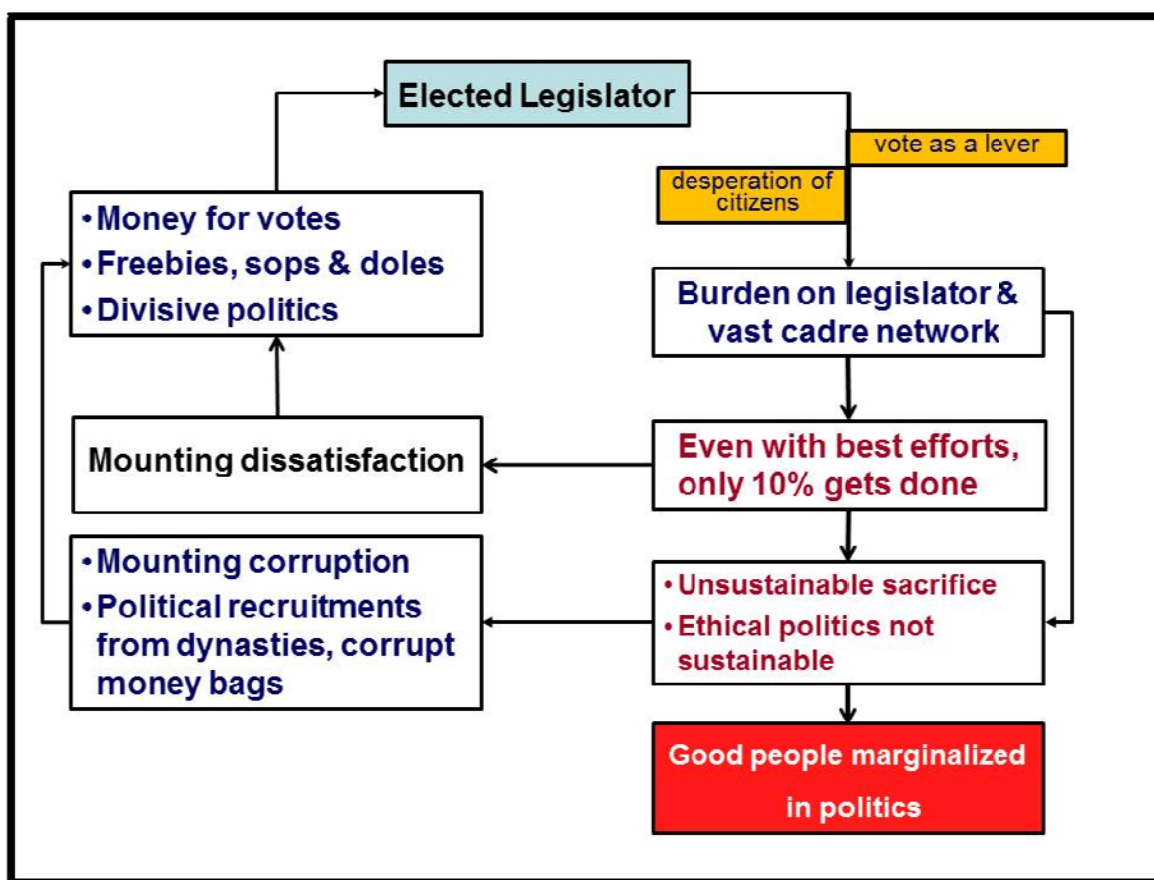 Elected Legislator
vote as a lever
desperation of
citizens
• Money for votes
• Freebies, sops & doles
• Divisive politics
Burden on legislator &
vast cadre network
Mounting dissatisfaction
Even with best efforts,
only 10% gets done
• Mounting corruption
• Political recruitments
from dynasties, corrupt
money bags
• Unsustainable sacrifice
• Ethical politics not
sustainable
Good people marginalized
in politics